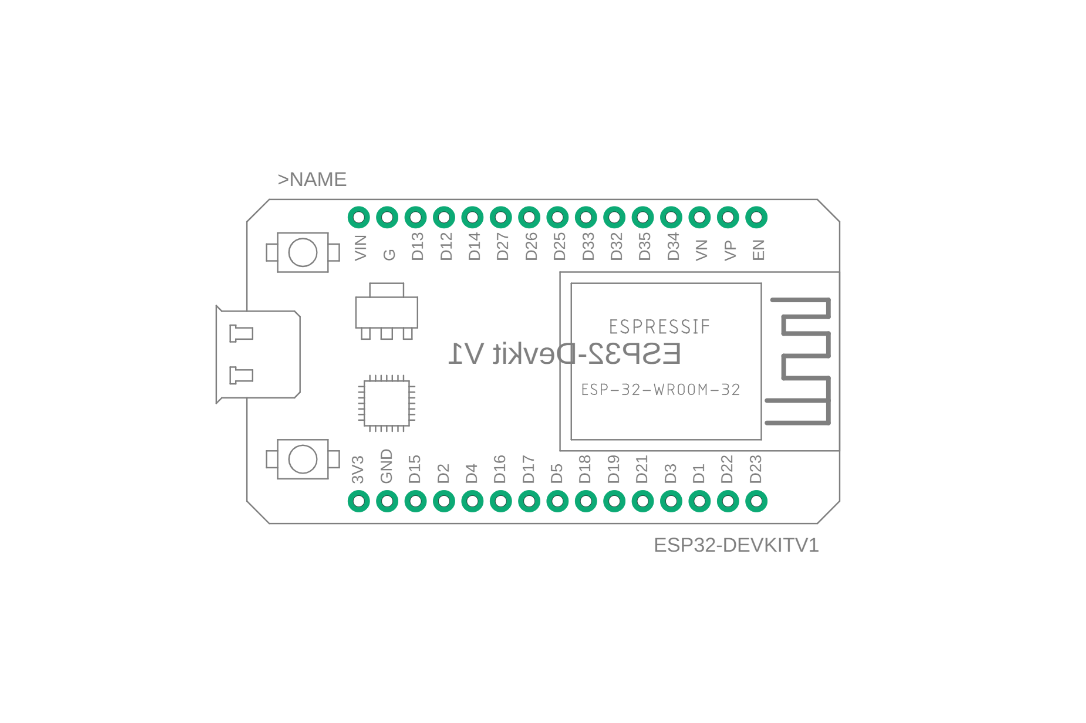 >NAME
VIN
G
D13
D12
D14
D27
D26
D25
D33
D32
D35
D34
VN
VP
EN
ESPRESSIF
ESP32-Devkit V1
ESP-32-WROOM-32
3V3
GND
D15
D2
D4
D16
D17
D5
D18
D19
D21
D3
D1
D22
D23
ESP32-DEVKITV1